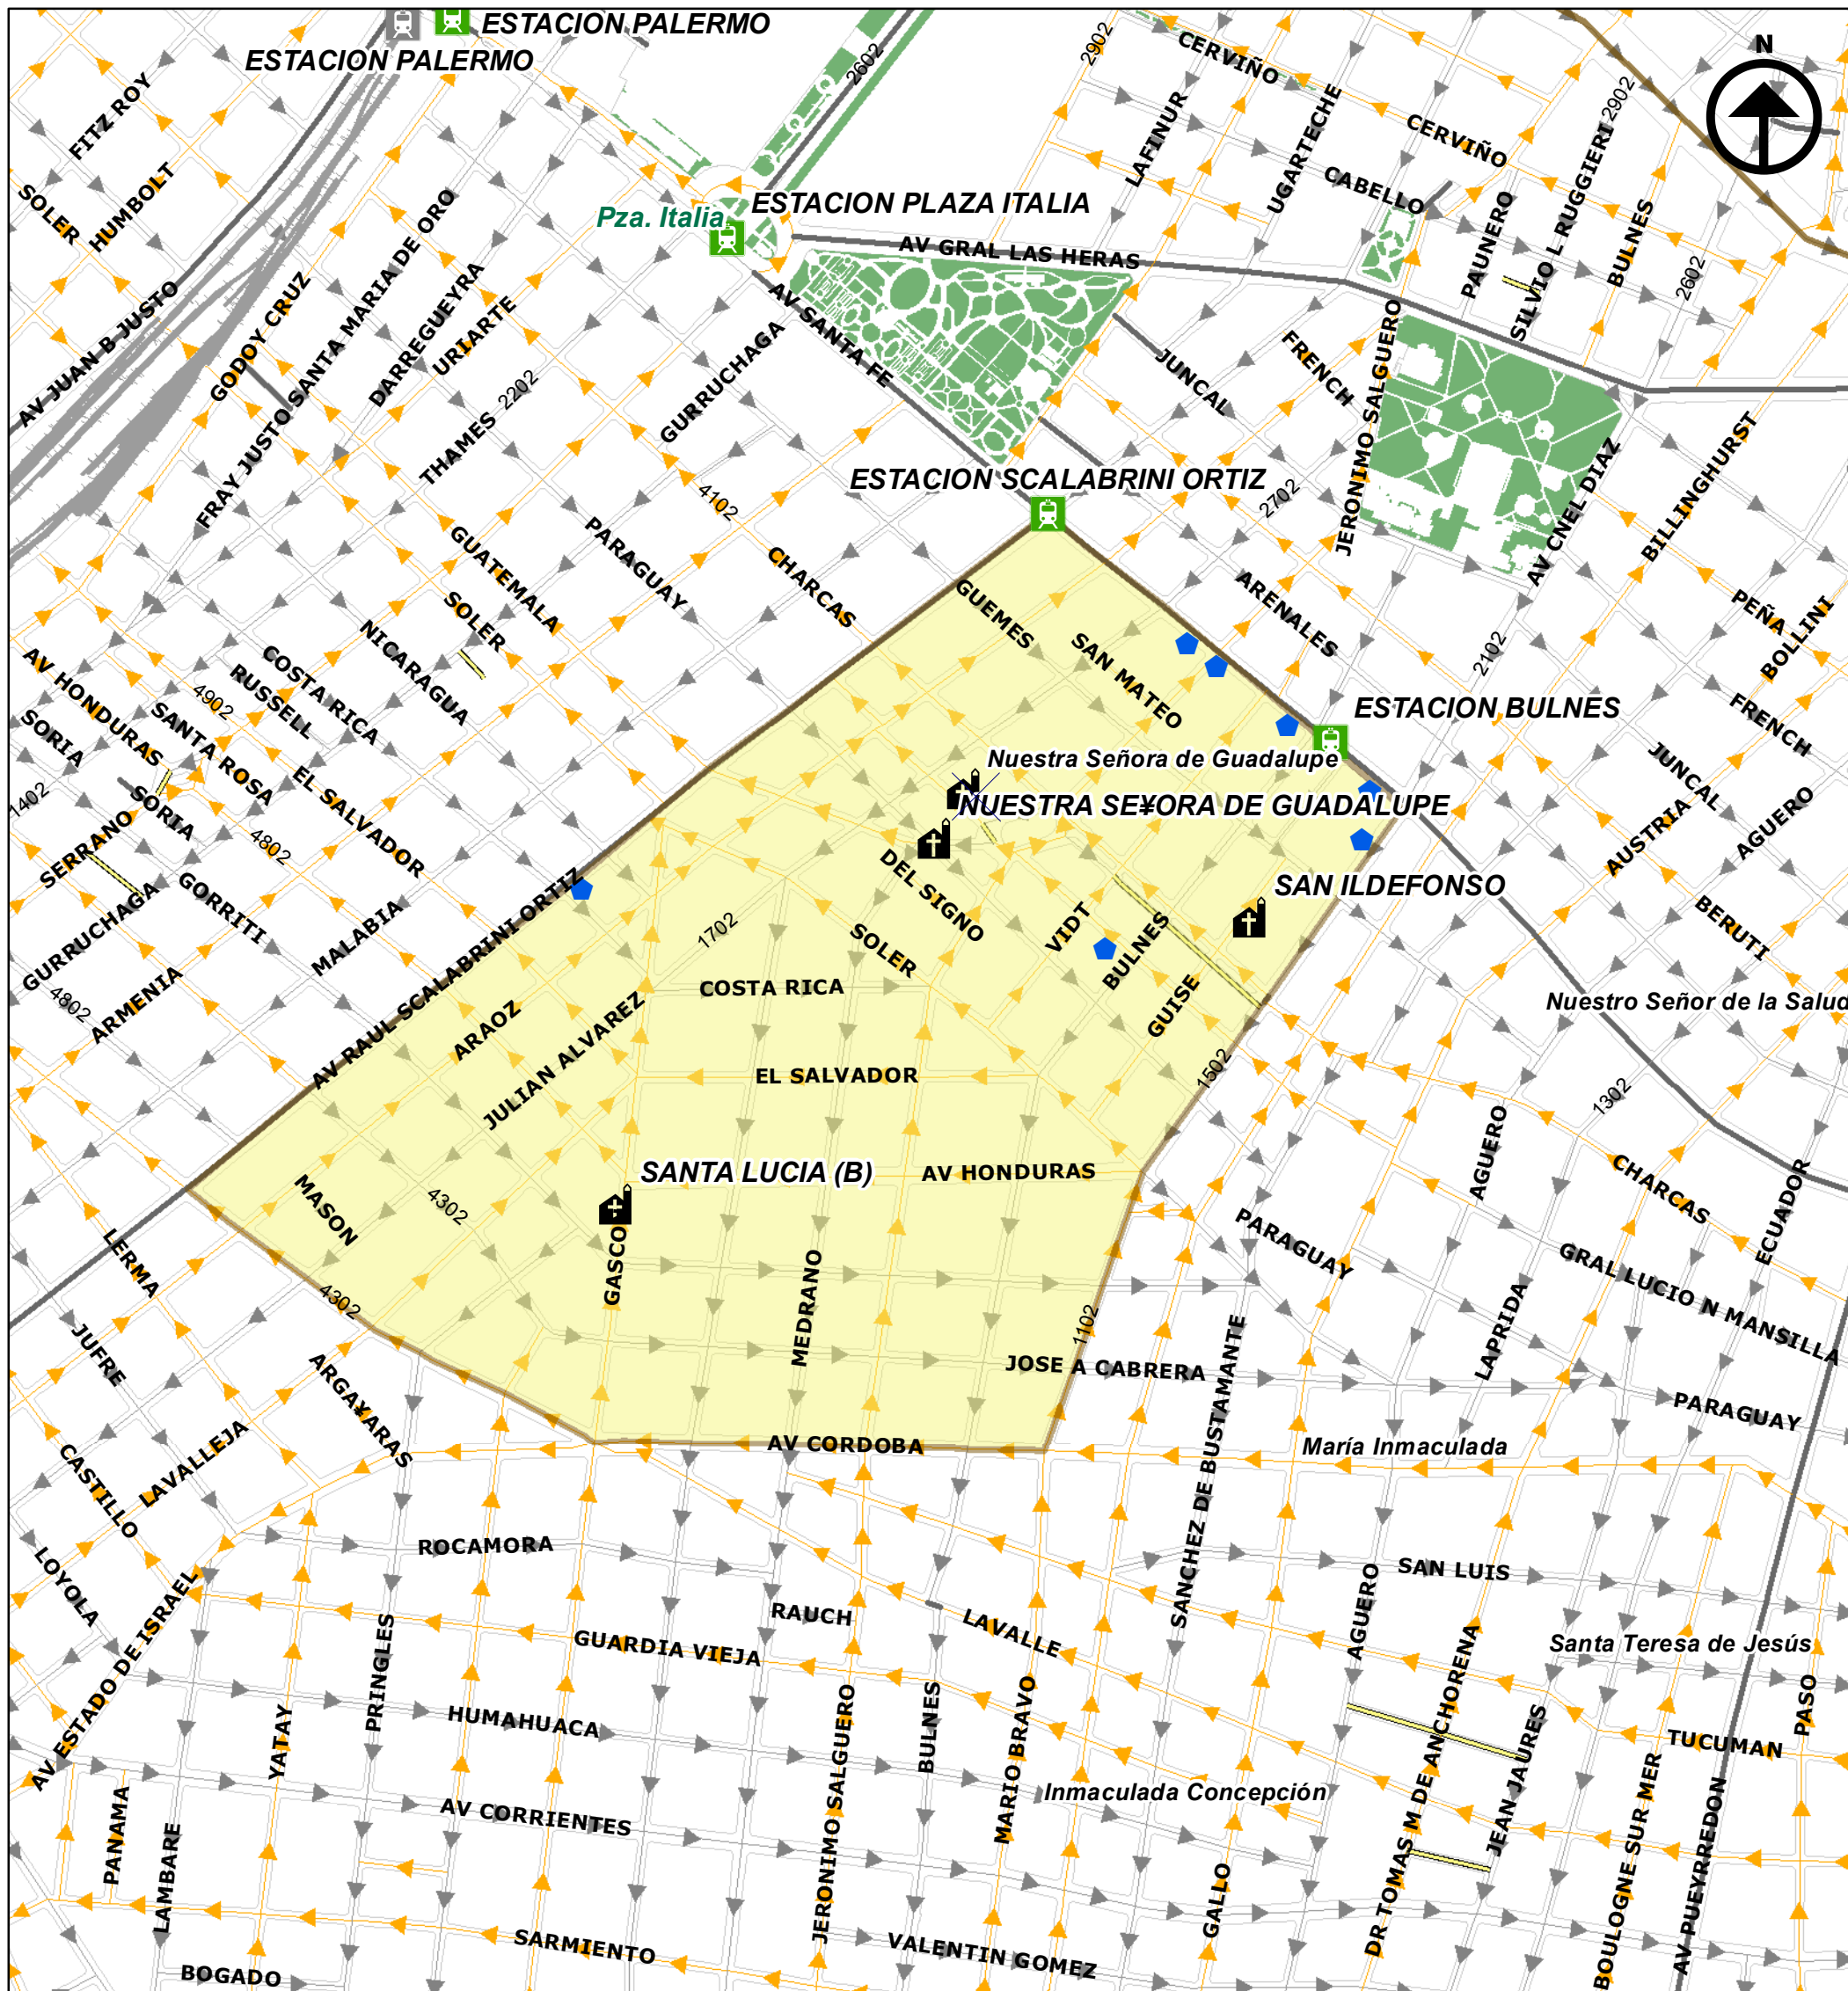 ESTACION PALERMO
ESTACION PALERMO
2602
2902
CERVIÑO
N
FITZ ROY
LAFINUR
UGARTECHE
CERVIÑO
2902
SOLER
HUMBOLT
CABELLO
SILVIO L RUGGIERI
Pza. Italia
ESTACION PLAZA ITALIA
AV GRAL LAS HERAS
PAUNERO
BULNES
2602
AV JUAN B JUSTO
GODOY CRUZ
FRAY JUSTO SANTA MARIA DE ORO
DARREGUEYRA
URIARTE
AV SANTA FE
GURRUCHAGA
JUNCAL
FRENCH
JERONIMO SALGUERO
THAMES
2202
4102
ESTACION SCALABRINI ORTIZ
2702
AV CNEL DIAZ
BILLINGHURST
GUATEMALA
PARAGUAY
CHARCAS
GUEMES
ARENALES
PEÑA
BOLLINI
SOLER
NICARAGUA
SAN MATEO
2102
AV HONDURAS
COSTA RICA
RUSSELL
4902
SANTA ROSA
SORIA
ESTACION BULNES
FRENCH
JUNCAL
Nuestra Señora de Guadalupe
NUESTRA SE¥ORA DE GUADALUPE
1402
SORIA
EL SALVADOR
AUSTRIA
AGUERO
SERRANO
4802
DEL SIGNO
SAN ILDEFONSO
GURRUCHAGA
GORRITI
MALABIA
AV RAUL SCALABRINI ORTIZ
1702
SOLER
VIDT
BULNES
BERUTI
4802
ARMENIA
COSTA RICA
GUISE
Nuestro Señor de la Salud
ARAOZ
JULIAN ALVAREZ
EL SALVADOR
1502
1302
AGUERO
SANTA LUCIA (B)
AV HONDURAS
CHARCAS
ECUADOR
MASON
4302
LERMA
GASCON
MEDRANO
PARAGUAY
GRAL LUCIO N MANSILLA
4302
1102
JUFRE
ARGA¥ARAS
JOSE A CABRERA
LAPRIDA
PARAGUAY
CASTILLO
LAVALLEJA
AV CORDOBA
SANCHEZ DE BUSTAMANTE
María Inmaculada
LOYOLA
ROCAMORA
SAN LUIS
AV ESTADO DE ISRAEL
RAUCH
LAVALLE
AGUERO
GUARDIA VIEJA
Santa Teresa de Jesús
YATAY
PRINGLES
HUMAHUACA
JERONIMO SALGUERO
BULNES
MARIO BRAVO
DR TOMAS M DE ANCHORENA
JEAN JAURES
TUCUMAN
PASO
Inmaculada Concepción
PANAMA
LAMBARE
AV CORRIENTES
GALLO
BOULOGNE SUR MER
AV PUEYRREDON
SARMIENTO
VALENTIN GOMEZ
BOGADO